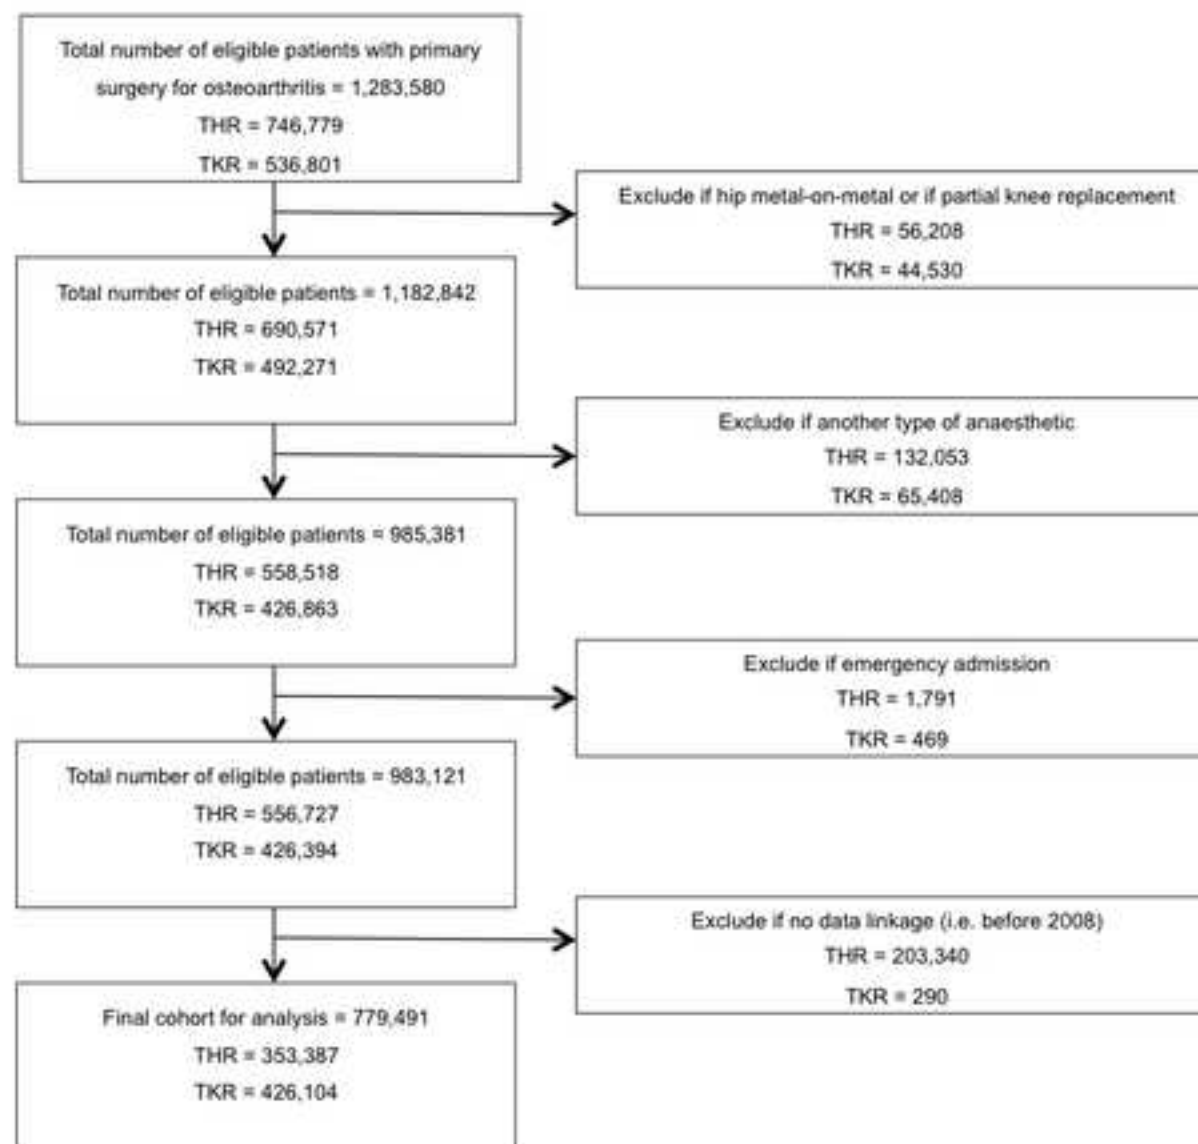 Total number of eligible patients with primary
surgery for osteoarthritis = 1,283,580
THR = 746,779
TKR = 536,801
Exclude if hip metal-on-metal or if partial knee replacement
THR = 56,208
TKR = 44,530
Total number of eligible patients = 1,182,842
THR = 690,571
TKR = 492,271
Exclude if another type of anaesthetic
THR = 132,053
TKR = 65,408
Total number of eligible patients = 985,381
THR = 558,518
TKR = 426,863
Exclude if emergency admission
THR = 1,791
TKR = 469
Total number of eligible patients = 983,121
THR = 556,727
TKR = 426,394
Exclude if no data linkage (i.e. before 2008)
THR = 203,340
TKR = 290
Final cohort for analysis = 779,491
THR = 353,387
TKR = 426,104